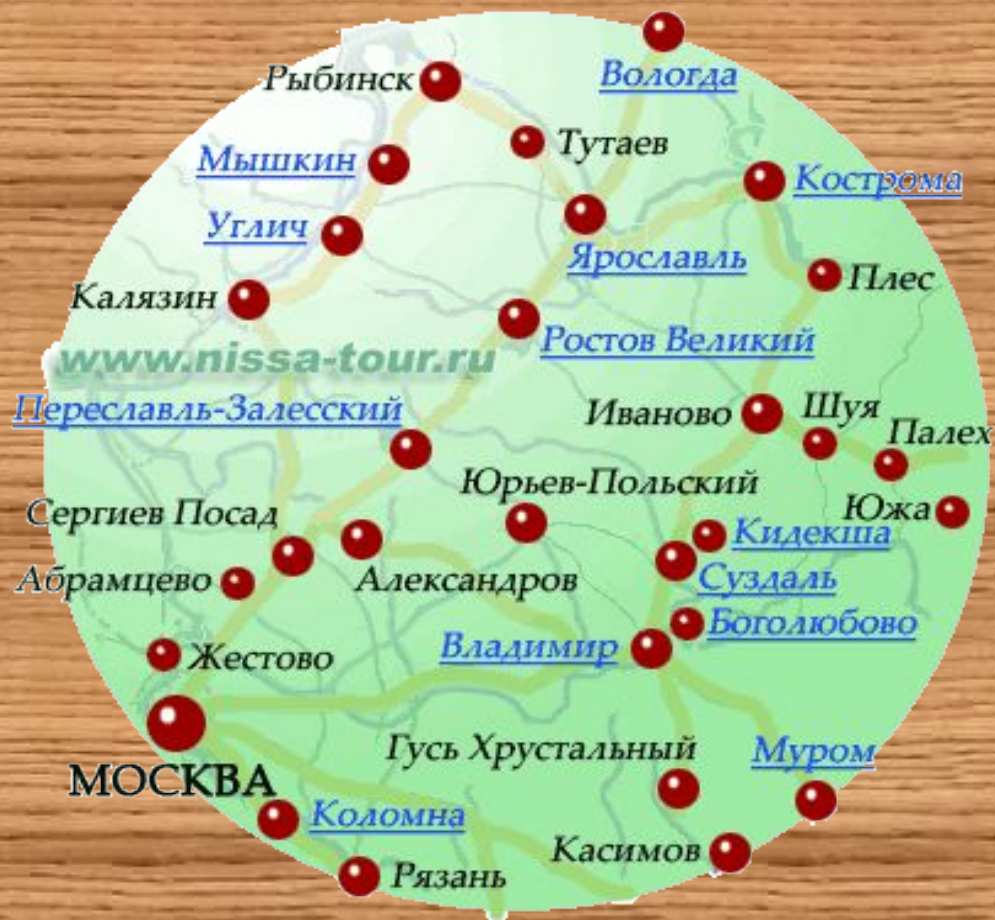 Вологда
Рыбинск
Тутаев
Мышкин
Кострома
Углич
Ярославль
Плес
Калязин
Ростов Великий
www.nissa-tour.ru
Переславль-Залесский
Иваново
Шуя
Палех
Юрьев-Польский
Сергиев Посад
Южа
Кидекша
Абрамцево
Александров
Суздаль
Боголюбово
Владимир
Жестово
Гусь Хрустальный
Муром
МОСКВА
Коломна
Касимов
Рязань